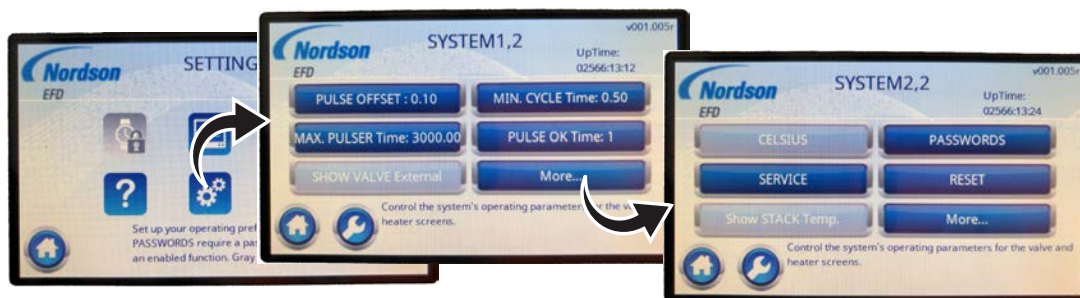 Nordson
EFD
SETTING
?
Set up your operating pref
PASSWORDS require a pa
an enabled function. Gray
v001.005r
Nordson
EFD
SYSTEM1,2
UpTime:
02566:13:12
PULSE OFFSET : 0.10
MIN. CYCLE Time: 0.50
MAX. PULSER Time: 3000.00
PULSE OK Time: 1
SHOW VALVE External
More...
Control the system's operating parameters for the
heater screens.
v001.005r
Nordson
EFD
SYSTEM2,2
UpTime:
02566:13:24
CELSIUS
PASSWORDS
SERVICE
RESET
Show STACK Temp.
More...
Control the system's operating parameters for the valve and
heater screens.